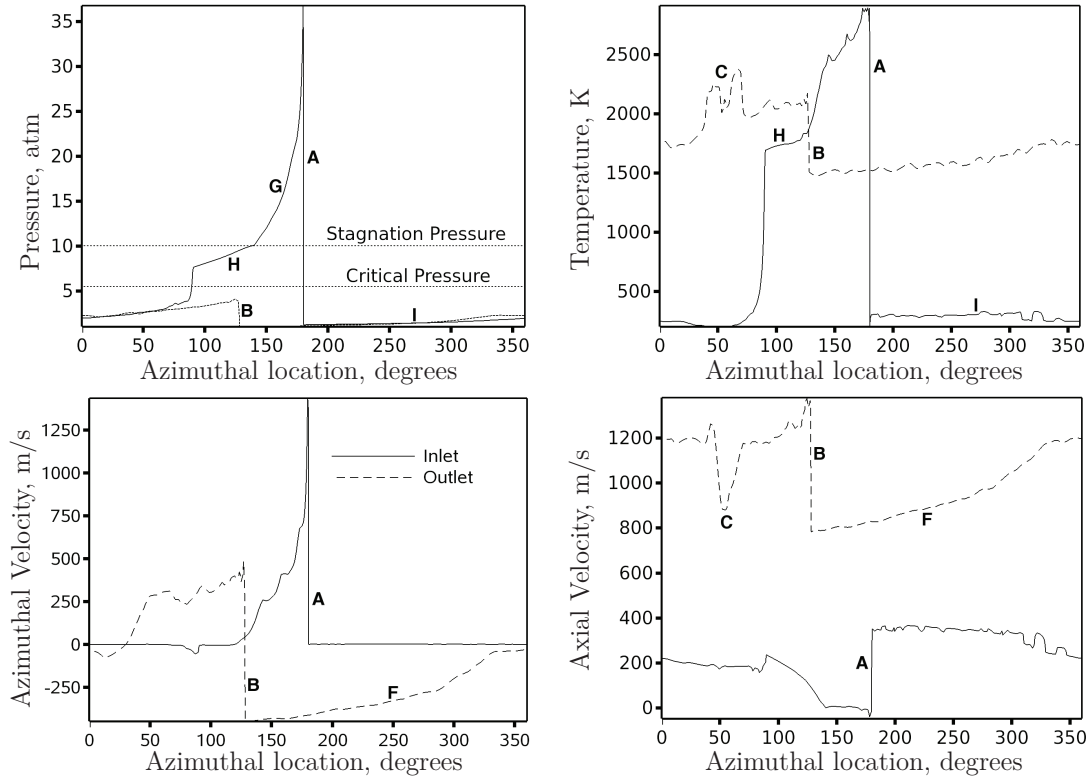 35
30
25
20
15
10
5
Pressure, atm
A
G
H
B
I
Stagnation Pressure
Critical Pressure
0 50 100 150 200 250 300 350
Azimuthal location, degrees
2500
2000
1500
1000
500
Temperature, K
C
A
H
B
I
0 50 100 150 200 250 300 350
Azimuthal location, degrees
1250
1000
750
500
250
0
-250
Azimuthal Velocity, m/s
Inlet
Outlet
A
B
F
0 50 100 150 200 250 300 350
Azimuthal location, degrees
1200
1000
800
600
400
200
0
Axial Velocity, m/s
B
C
F
A
0 50 100 150 200 250 300 350
Azimuthal location, degrees